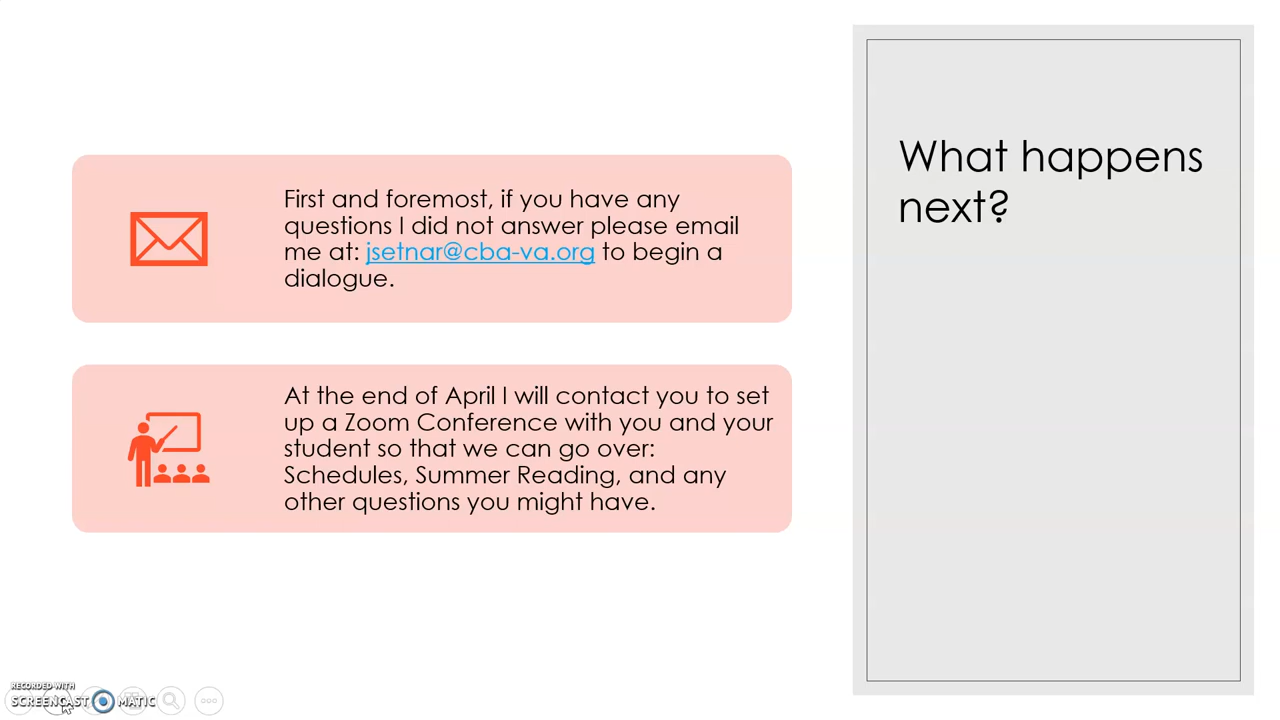 What happens
next?
First and foremost, if you have any
questions I did not answer please email
me at: jsetnar@cba-va.org to begin a
dialogue.
At the end of April I will contact you to set
up a Zoom Conference with you and your
student so that we can go over:
Schedules, Summer Reading, and any
other questions you might have.
RECORDED WITH
SCREENCAST MATIC